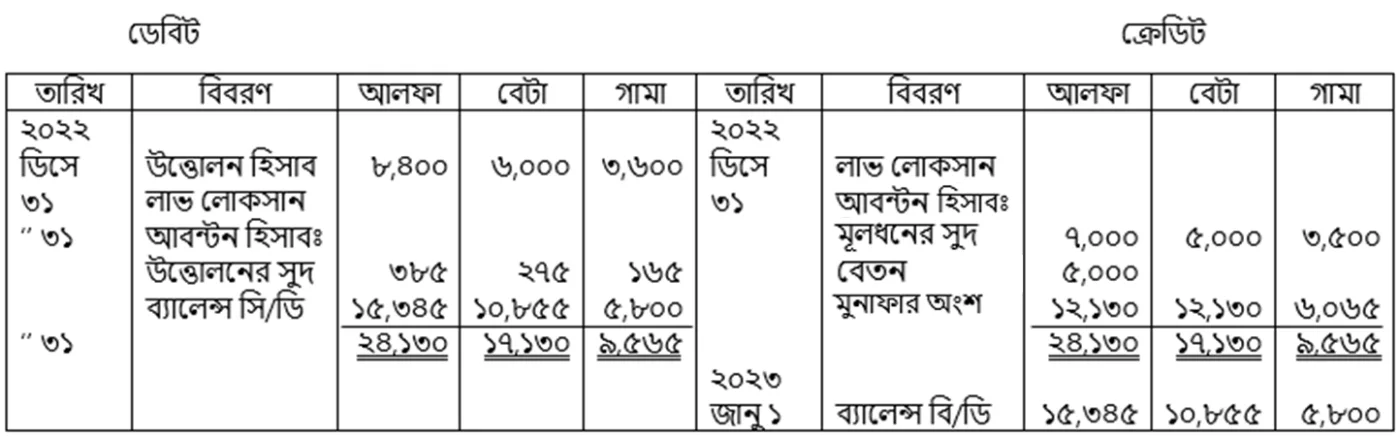 ডেবিট ক্রেডিট
তারিখ বিবরণ আলফা বেটা গামা তারিখ বিবরণ আলফা বেটা গামা
২০২২ ২০২২
ডিসে উত্তোলন হিসাব ৮,৪০০ ৬,০০০ ৩,৬০০ ডিসে লাভ লোকসান
৩১ লাভ লোকসান ৩১ আবন্টন হিসাবঃ
" ৩১ আবন্টন হিসাবঃ মূলধনের সুদ ৭,০০০ ৫,০০০ ৩,৫০০
উত্তোলনের সুদ ৩৮৫ ২৭৫ ১৬৫ বেতন ৫,০০০
ব্যালেন্স সি/ডি ১৫,৩৪৫ ১০,৮৫৫ ৫,৮০০ মুনাফার অংশ ১২,১৩০ ১২,১৩০ ৬,০৬৫
" ৩১ ২৪,১৩০ ১৭,১৩০ ৯,৫৬৫ ২৪,১৩০ ১৭,১৩০ ৯,৫৬৫
২০২৩
জানু ১ ব্যালেন্স বি/ডি ১৫,৩৪৫ ১০,৮৫৫ ৫,৮০০